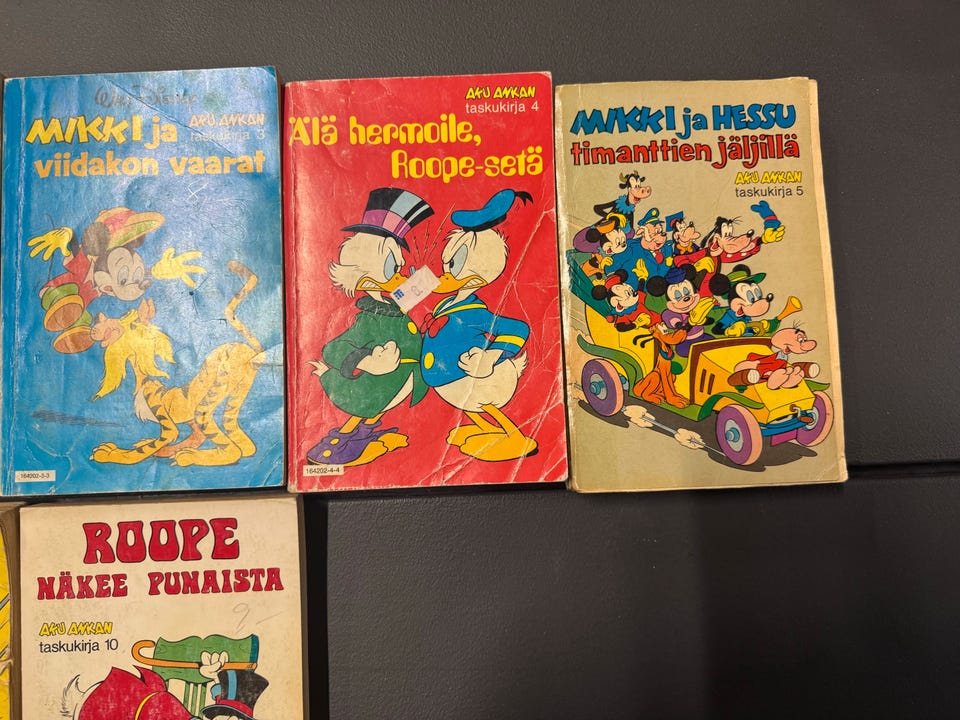 Walt Disney
MIKKI ja
AKU ANKAN
taskukirja 3
viidakon vaarat
164202-3-3
AKU ANKAN
taskukirja 4
Älä hermoile,
Roope-setä
164202-4-4
MIKKI ja HESSU
timanttien jäljillä
AKU ANKAN
taskukirja 5
ROOPE
NÄKEE PUNAISTA
9-
AKU ANKAN
taskukirja 10